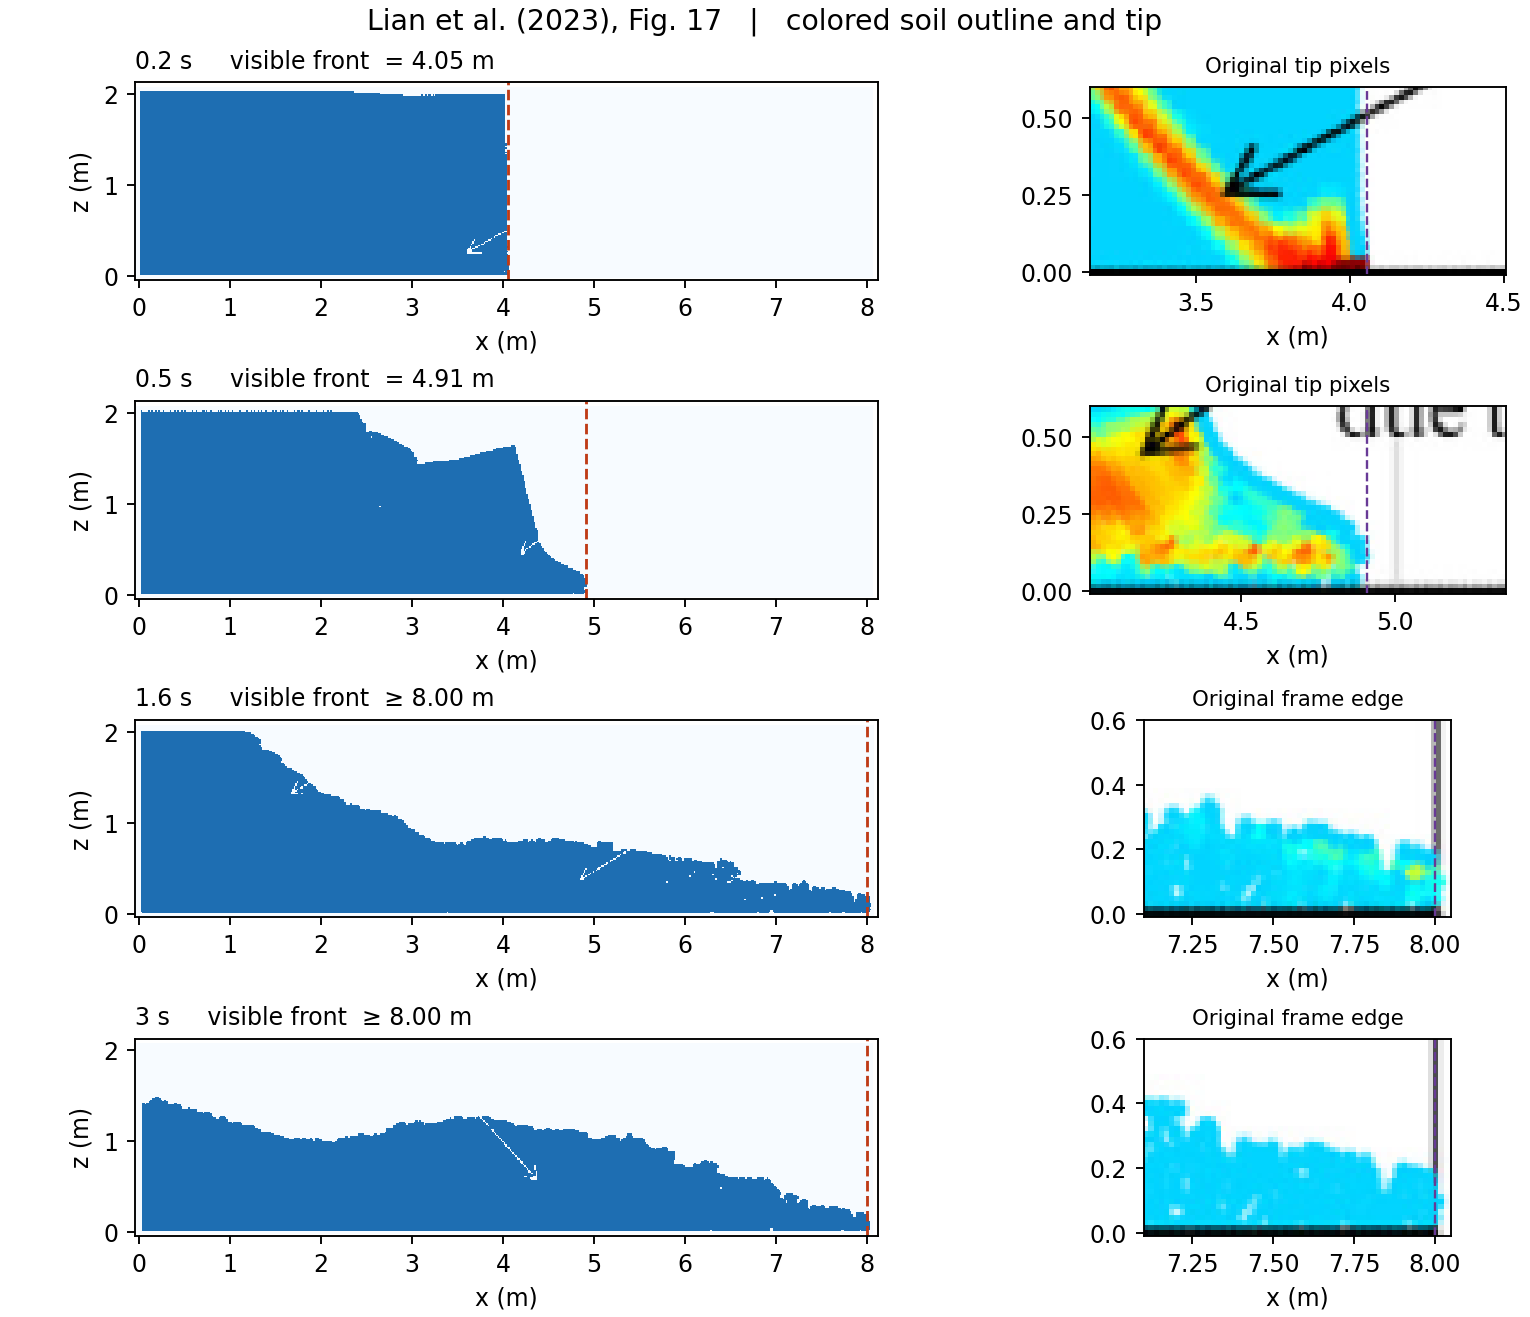 Lian et al. (2023), Fig. 17   |   colored soil outline and tip
0.2 s     visible front  = 4.05 m
z (m)
2
1
0
0 1 2 3 4 5 6 7 8
x (m)
Original tip pixels
0.50
0.25
0.00
3.5 4.0 4.5
x (m)
0.5 s     visible front  = 4.91 m
z (m)
2
1
0
0 1 2 3 4 5 6 7 8
x (m)
Original tip pixels
due t
0.50
0.25
0.00
4.5 5.0
x (m)
1.6 s     visible front  ≥ 8.00 m
z (m)
2
1
0
0 1 2 3 4 5 6 7 8
x (m)
Original frame edge
0.6
0.4
0.2
0.0
7.25 7.50 7.75 8.00
x (m)
3 s     visible front  ≥ 8.00 m
z (m)
2
1
0
0 1 2 3 4 5 6 7 8
x (m)
Original frame edge
0.6
0.4
0.2
0.0
7.25 7.50 7.75 8.00
x (m)